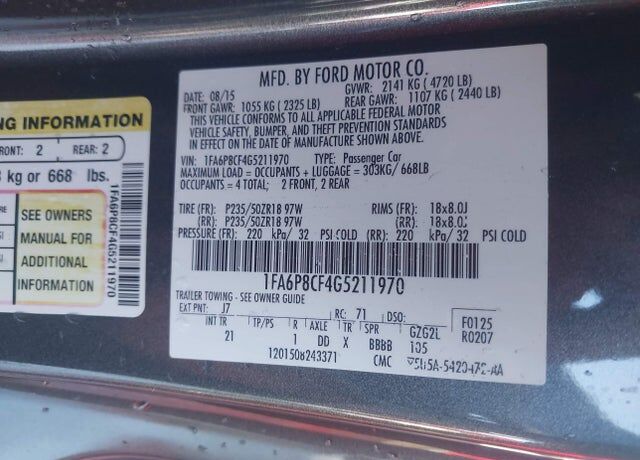 NG INFORMATION
FRONT: 2 REAR: 2
kg or 668 lbs.
SEE OWNERS
MANUAL FOR
ADDITIONAL
INFORMATION
1FA6P8CF4G5211970
MFD. BY FORD MOTOR CO.
DATE: 08/15 GVWR: 2141 KG ( 4720 LB)
FRONT GAWR: 1055 KG ( 2325 LB) REAR GAWR: 1107 KG ( 2440 LB)
THIS VEHICLE CONFORMS TO ALL APPLICABLE FEDERAL MOTOR
VEHICLE SAFETY, BUMPER, AND THEFT PREVENTION STANDARDS
IN EFFECT ON THE DATE OF MANUFACTURE SHOWN ABOVE.
VIN: 1FA6P8CF4G5211970 TYPE: Passenger Car
MAXIMUM LOAD = OCCUPANTS + LUGGAGE = 303KG/ 668LB
OCCUPANTS = 4 TOTAL; 2 FRONT, 2 REAR
TIRE (FR): P235/50ZR18 97W RIMS (FR): 18x8.0J
(RR): P235/50ZR18 97W (RR): 18x8.0J
PRESSURE (FR): 220 kPa/ 32 PSI COLD (RR): 220 kPa/ 32 PSI COLD
1FA6P8CF4G5211970
TRAILER TOWING - SEE OWNER GUIDE
EXT PNT: J7 RC: 71 DSO: F0125
INT TR TP/PS R AXLE TR SPR GZG2L R0207
21 1 DD X BBBB 105
1201508243371 CMC